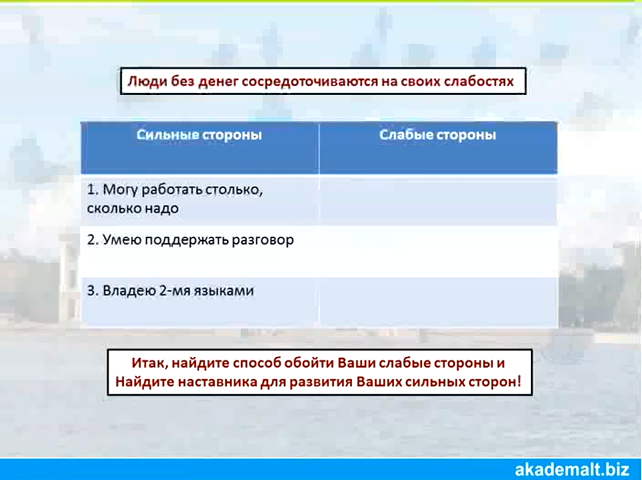 Люди без денег сосредоточиваются на своих слабостях
Сильные стороны
Слабые стороны
1. Могу работать столько,
сколько надо
2. Умею поддержать разговор
3. Владею 2-мя языками
Итак, найдите способ обойти Ваши слабые стороны и
Найдите наставника для развития Ваших сильных сторон!
akademalt.biz